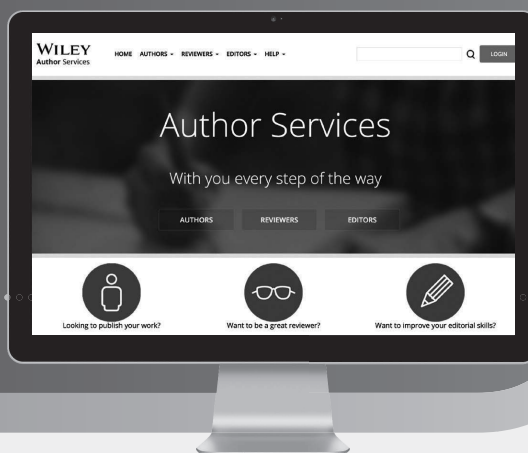 WILEY
Author Services
HOME AUTHORS REVIEWERS EDITORS HELP
LOGIN
Author Services
With you every step of the way
AUTHORS REVIEWERS EDITORS
Looking to publish your work? Want to be a great reviewer? Want to improve your editorial skills?